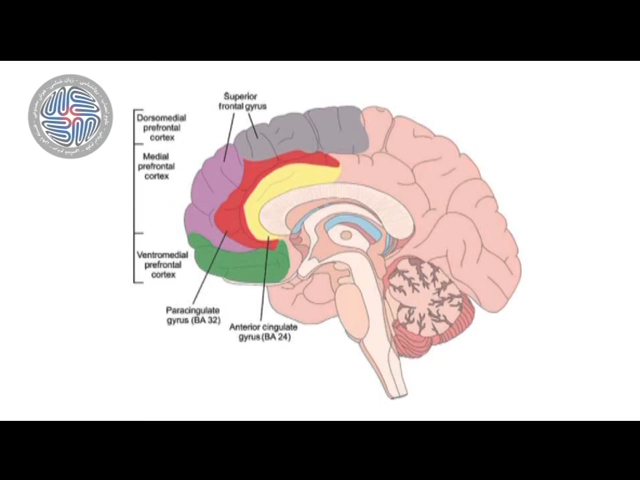 Superior
frontal gyrus
Dorsomedial
prefrontal
cortex
Medial
prefrontal
cortex
Ventromedial
prefrontal
cortex
Paracingulate
gyrus (BA 32)
Anterior cingulate
gyrus (BA 24)